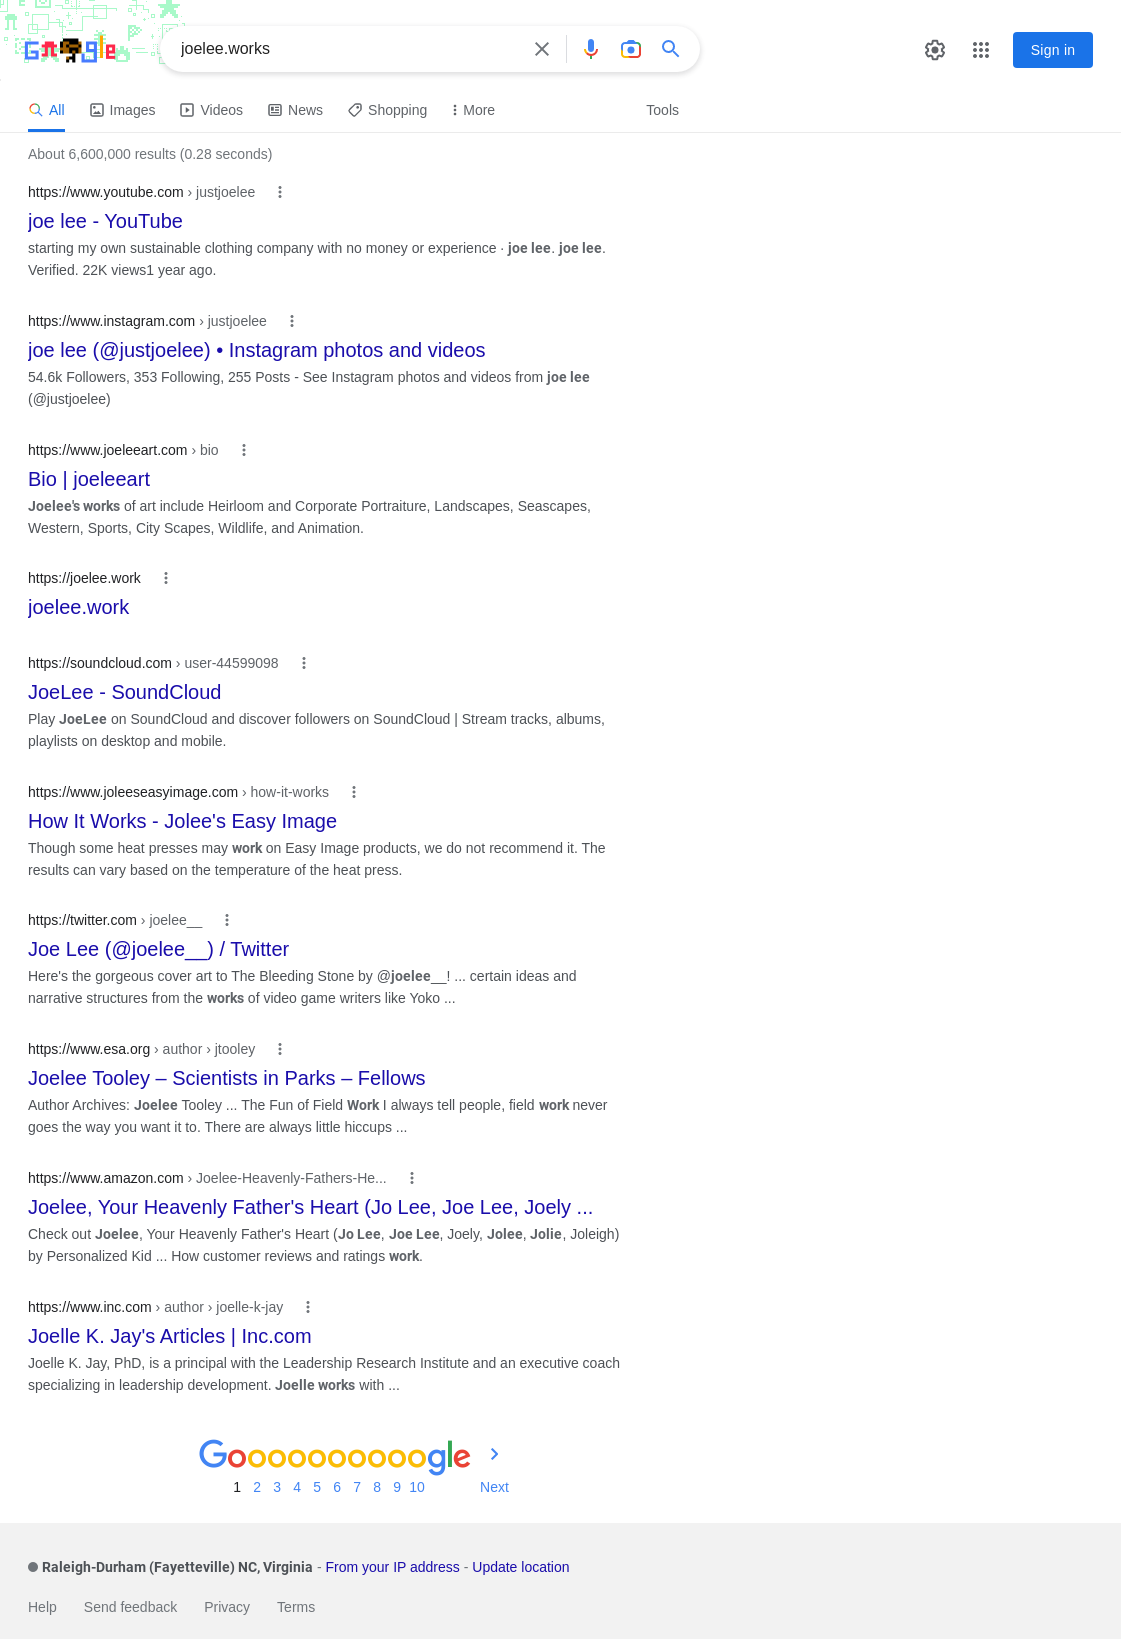 Google
joelee.works
Sign in
All Images Videos News Shopping More Tools
About 6,600,000 results (0.28 seconds)
https://www.youtube.com › justjoelee
joe lee - YouTube
starting my own sustainable clothing company with no money or experience · joe lee. joe lee.
Verified. 22K views1 year ago.
https://www.instagram.com › justjoelee
joe lee (@justjoelee) • Instagram photos and videos
54.6k Followers, 353 Following, 255 Posts - See Instagram photos and videos from joe lee
(@justjoelee)
https://www.joeleeart.com › bio
Bio | joeleeart
Joelee's works of art include Heirloom and Corporate Portraiture, Landscapes, Seascapes,
Western, Sports, City Scapes, Wildlife, and Animation.
https://joelee.work
joelee.work
https://soundcloud.com › user-44599098
JoeLee - SoundCloud
Play JoeLee on SoundCloud and discover followers on SoundCloud | Stream tracks, albums,
playlists on desktop and mobile.
https://www.joleeseasyimage.com › how-it-works
How It Works - Jolee's Easy Image
Though some heat presses may work on Easy Image products, we do not recommend it. The
results can vary based on the temperature of the heat press.
https://twitter.com › joelee__
Joe Lee (@joelee__) / Twitter
Here's the gorgeous cover art to The Bleeding Stone by @joelee__! ... certain ideas and
narrative structures from the works of video game writers like Yoko ...
https://www.esa.org › author › jtooley
Joelee Tooley – Scientists in Parks – Fellows
Author Archives: Joelee Tooley ... The Fun of Field Work I always tell people, field work never
goes the way you want it to. There are always little hiccups ...
https://www.amazon.com › Joelee-Heavenly-Fathers-He...
Joelee, Your Heavenly Father's Heart (Jo Lee, Joe Lee, Joely ...
Check out Joelee, Your Heavenly Father's Heart (Jo Lee, Joe Lee, Joely, Jolee, Jolie, Joleigh)
by Personalized Kid ... How customer reviews and ratings work.
https://www.inc.com › author › joelle-k-jay
Joelle K. Jay's Articles | Inc.com
Joelle K. Jay, PhD, is a principal with the Leadership Research Institute and an executive coach
specializing in leadership development. Joelle works with ...
Goooooooooogle
1 2 3 4 5 6 7 8 9 10 Next
Raleigh-Durham (Fayetteville) NC, Virginia - From your IP address - Update location
Help Send feedback Privacy Terms